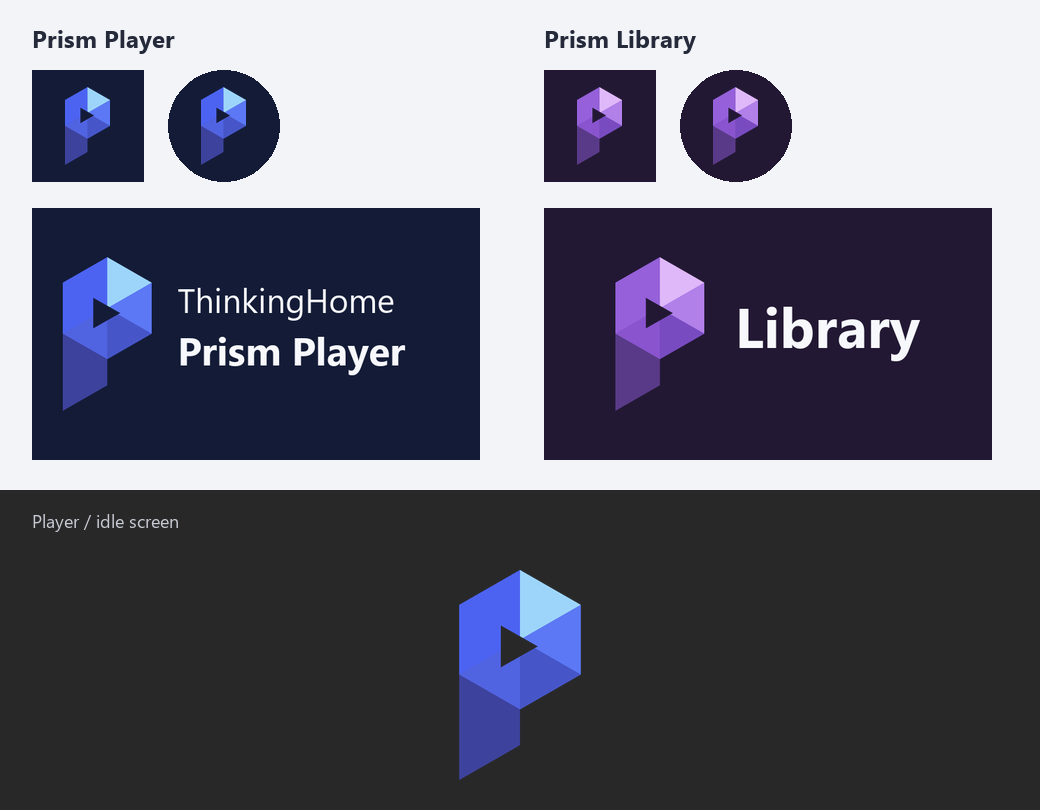 Prism Player
Prism Library
ThinkingHome
Prism Player
Library
Player / idle screen